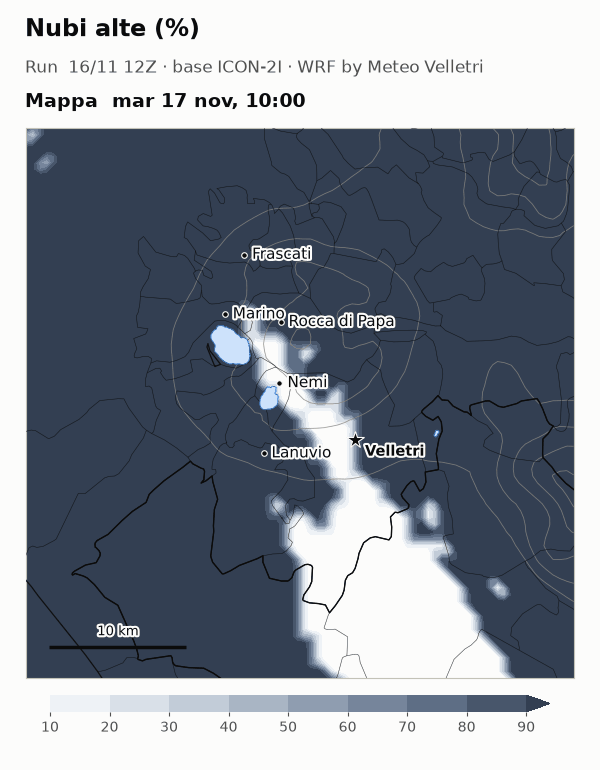 Nubi alte (%)
Run  16/11 12Z · base ICON-2I · WRF by Meteo Velletri
Mappa  mar 17 nov, 10:00
Frascati
Marino
Rocca di Papa
Nemi
Velletri
Lanuvio
10 km
10 20 30 40 50 60 70 80 90